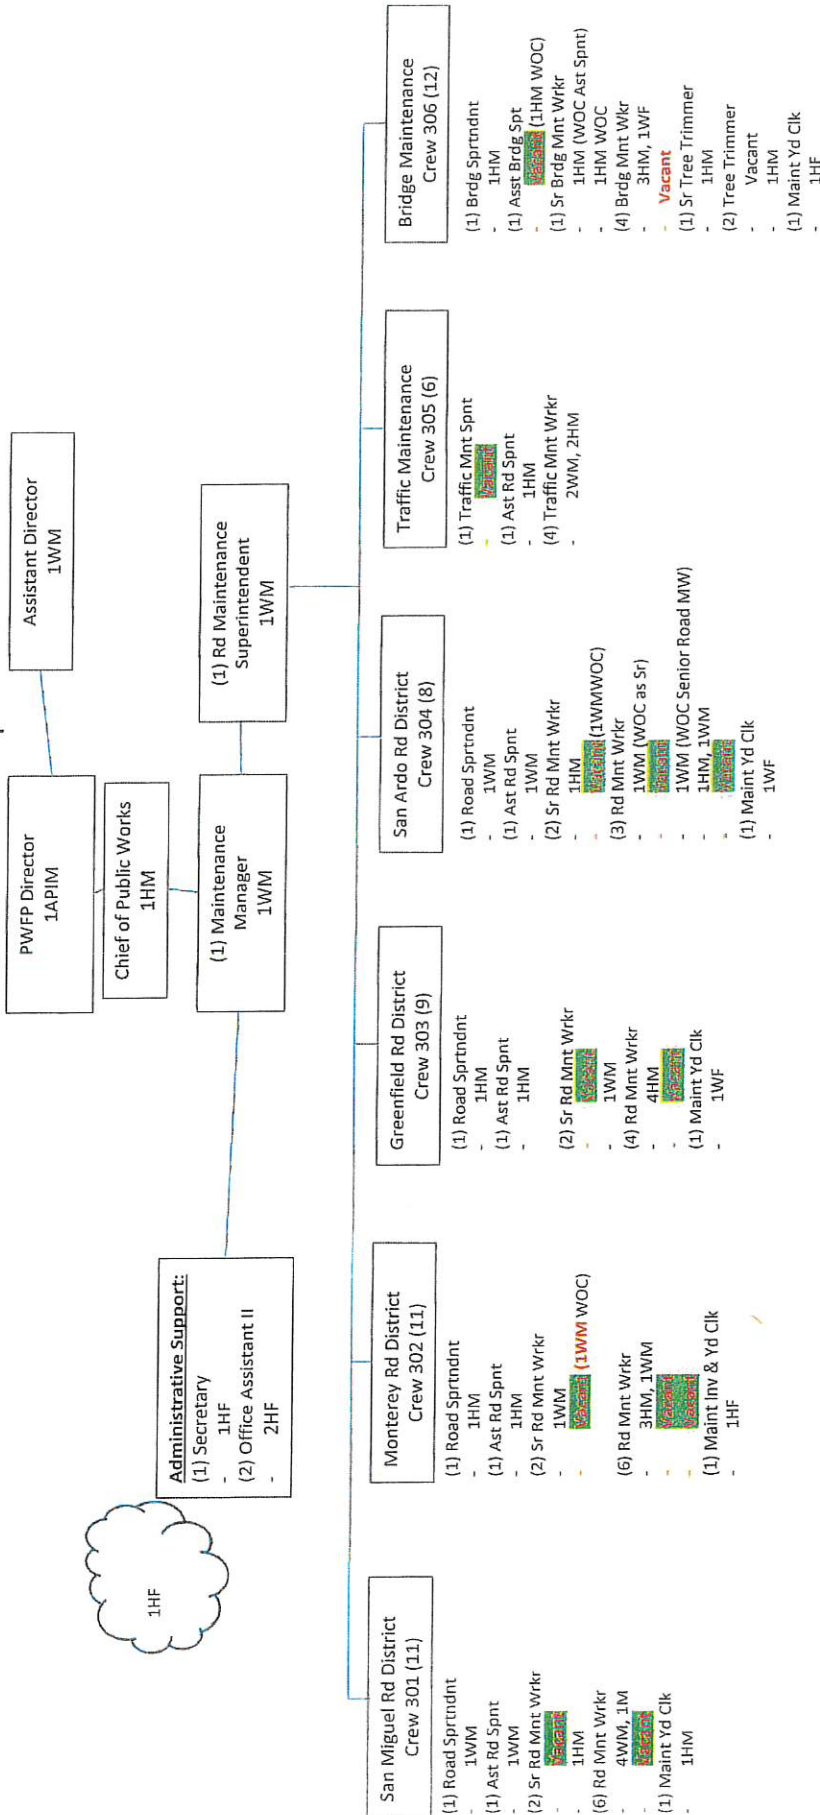 PWFP Director
1APIM
Assistant Director
1WM
Chief of Public Works
1HM
(1) Maintenance
Manager
1WM
(1) Rd Maintenance
Superintendent
1WM
1HF
Administrative Support:
(1) Secretary
- 1HF
(2) Office Assistant II
- 2HF
San Miguel Rd District
Crew 301 (11)
(1) Road Sprtndnt
- 1WM
(1) Ast Rd Spnt
- 1WM
(2) Sr Rd Mnt Wrkr
- Vacant
- 1HM
(6) Rd Mnt Wrkr
- 4WM, 1M
- Vacant
(1) Maint Yd Clk
- 1HM
Monterey Rd District
Crew 302 (11)
(1) Road Sprtndnt
- 1HM
(1) Ast Rd Spnt
- 1HM
(2) Sr Rd Mnt Wrkr
- 1WM
- Vacant (1WM WOC)
(6) Rd Mnt Wrkr
- 3HM, 1WM
- Vacant
- Vacant
(1) Maint Inv & Yd Clk
- 1HF
Greenfield Rd District
Crew 303 (9)
(1) Road Sprtndnt
- 1HM
(1) Ast Rd Spnt
- 1HM
(2) Sr Rd Mnt Wrkr
- Vacant
- 1WM
(4) Rd Mnt Wrkr
- 4HM
- Vacant
(1) Maint Yd Clk
- 1WF
San Ardo Rd District
Crew 304 (8)
(1) Road Sprtndnt
- 1WM
(1) Ast Rd Spnt
- 1WM
(2) Sr Rd Mnt Wrkr
- 1HM
- Vacant (1WMWOC)
(3) Rd Mnt Wrkr
- 1WM (WOC as Sr)
- Vacant
- 1WM (WOC Senior Road MW)
- 1HM, 1WM
- Vacant
(1) Maint Yd Clk
- 1WF
Traffic Maintenance
Crew 305 (6)
(1) Traffic Mnt Spnt
- Vacant
(1) Ast Rd Spnt
- 1HM
(4) Traffic Mnt Wrkr
- 2WM, 2HM
Bridge Maintenance
Crew 306 (12)
(1) Brdg Sprtndnt
- 1HM
(1) Asst Brdg Spt
- Vacant (1HM WOC)
(1) Sr Brdg Mnt Wrkr
- 1HM (WOC Ast Spnt)
- 1HM WOC
(4) Brdg Mnt Wkr
- 3HM, 1WF
- Vacant
(1) Sr Tree Trimmer
- 1HM
(2) Tree Trimmer
- Vacant
- 1HM
(1) Maint Yd Clk
- 1HF